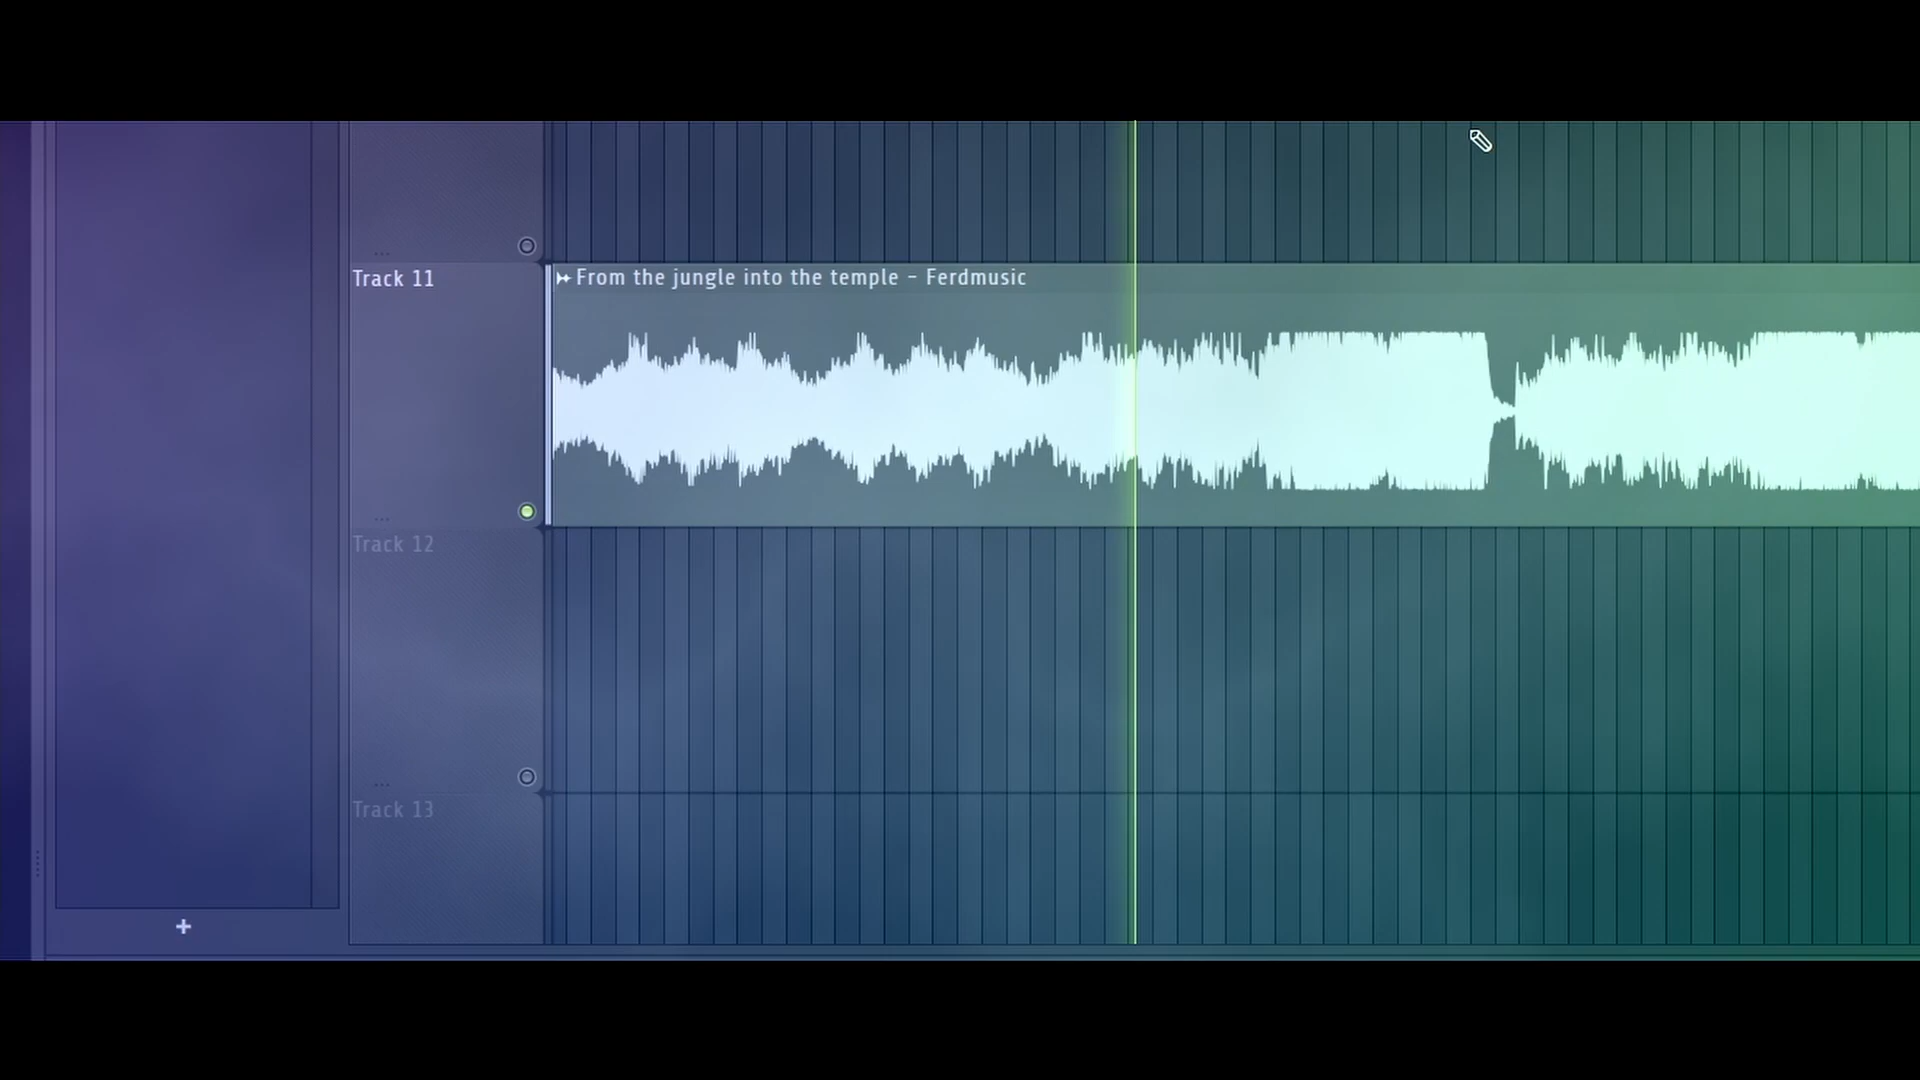 Track 11
From the jungle into the temple - Ferdmusic
Track 12
Track 13